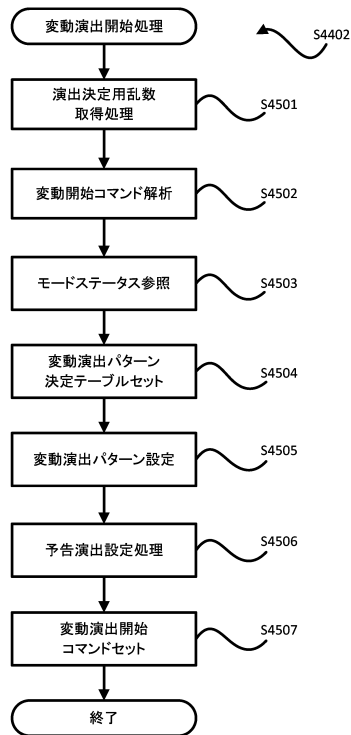 変動演出開始処理
S4402
演出決定用乱数
取得処理
S4501
変動開始コマンド解析
S4502
モードステータス参照
S4503
変動演出パターン
決定テーブルセット
S4504
変動演出パターン設定
S4505
予告演出設定処理
S4506
変動演出開始
コマンドセット
S4507
終了